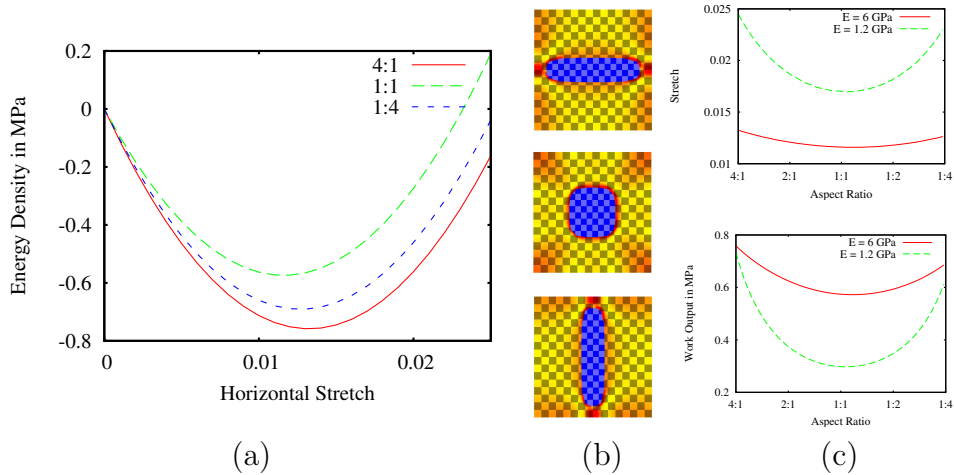 0.2
0
-0.2
-0.4
-0.6
-0.8
Energy Density in MPa
4:1
1:1
1:4
0
0.01
0.02
Horizontal Stretch
(a)
(b)
0.025
0.02
0.015
0.01
Stretch
E = 6 GPa
E = 1.2 GPa
4:1
2:1
1:1
1:2
1:4
Aspect Ratio
0.8
0.6
0.4
0.2
Work Output in MPa
E = 6 GPa
E = 1.2 GPa
4:1
2:1
1:1
1:2
1:4
Aspect Ratio
(c)